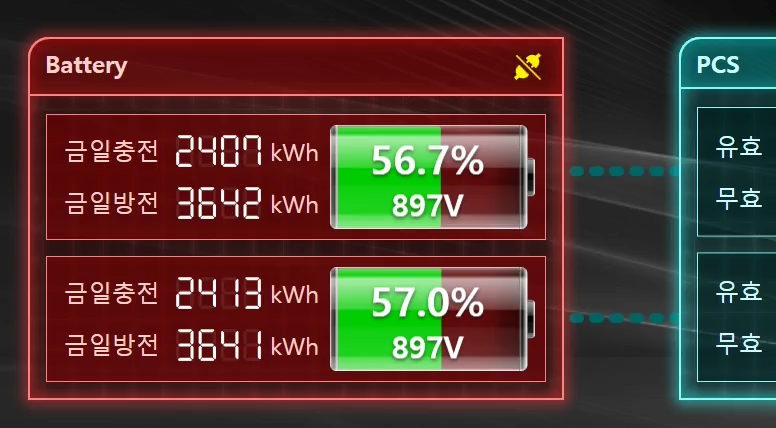 Battery
금일충전 2407 kWh
금일방전 3642 kWh
56.7%
897V
금일충전 2413 kWh
금일방전 3641 kWh
57.0%
897V
PCS
유효
무효
유효
무효